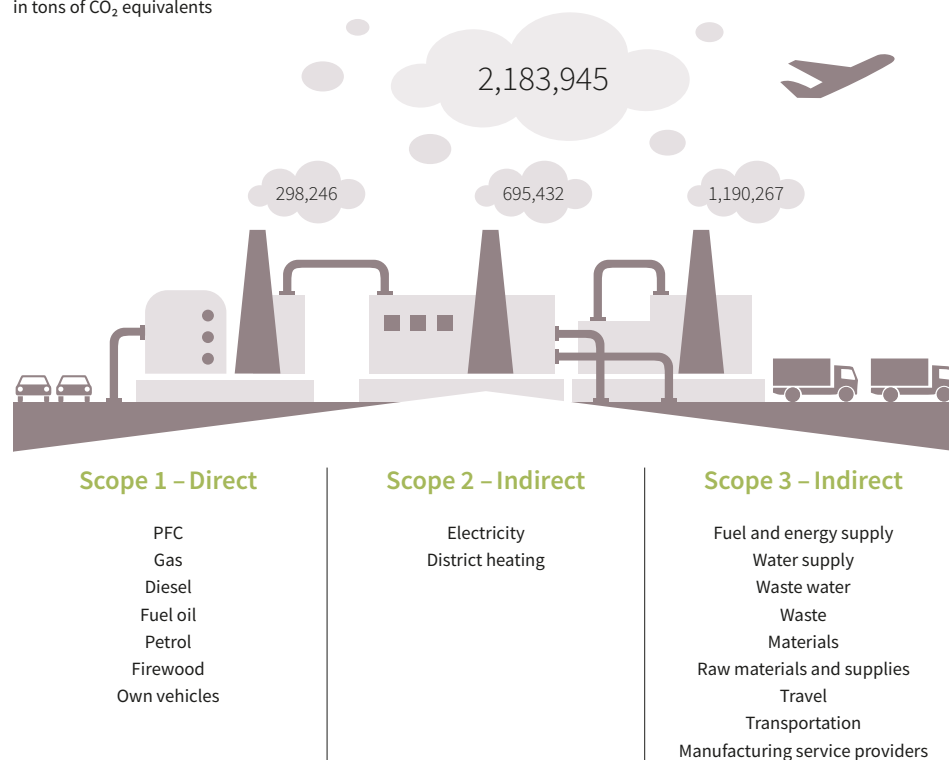 in tons of CO₂ equivalents
2,183,945
298,246
695,432
1,190,267
Scope 1 – Direct
PFC
Gas
Diesel
Fuel oil
Petrol
Firewood
Own vehicles
Scope 2 – Indirect
Electricity
District heating
Scope 3 – Indirect
Fuel and energy supply
Water supply
Waste water
Waste
Materials
Raw materials and supplies
Travel
Transportation
Manufacturing service providers